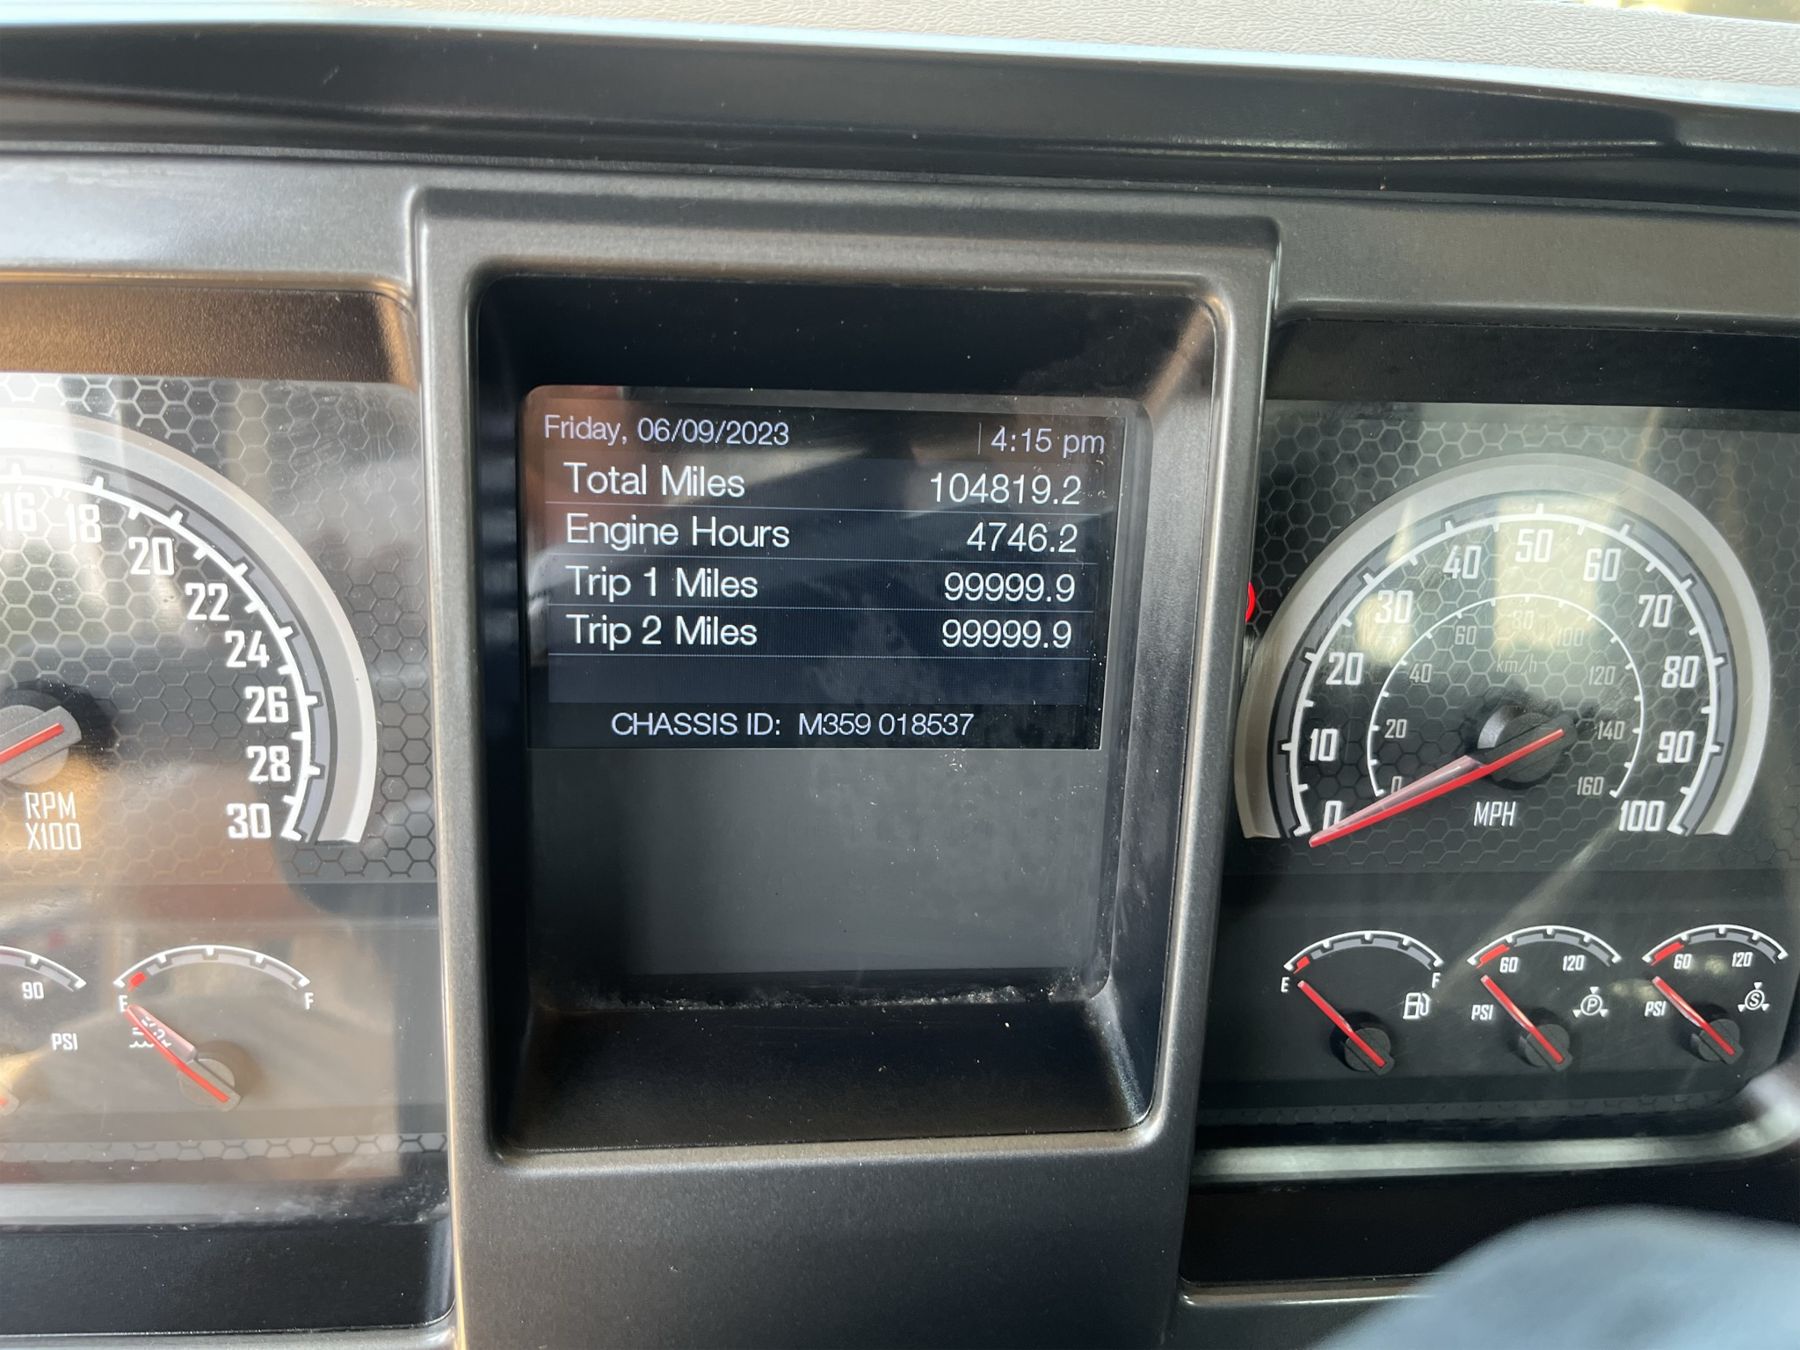 Friday, 06/09/2023 4:15 pm
Total Miles 104819.2
Engine Hours 4746.2
Trip 1 Miles 99999.9
Trip 2 Miles 99999.9
CHASSIS ID: M359 018537
16 18 20 22 24 26 28 30
RPM
X100
90
PSI
E F
0 10 20 30 40 50 60 70 80 90 100
0 20 40 60 80 100 120 140 160
km/h
MPH
E F
60 120
PSI
P
60 120
PSI
S